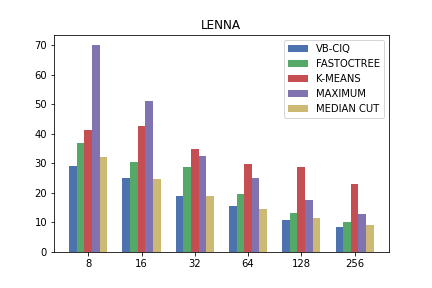 LENNA
VB-CIQ
FASTOCTREE
K-MEANS
MAXIMUM
MEDIAN CUT
70
60
50
40
30
20
10
0
8 16 32 64 128 256